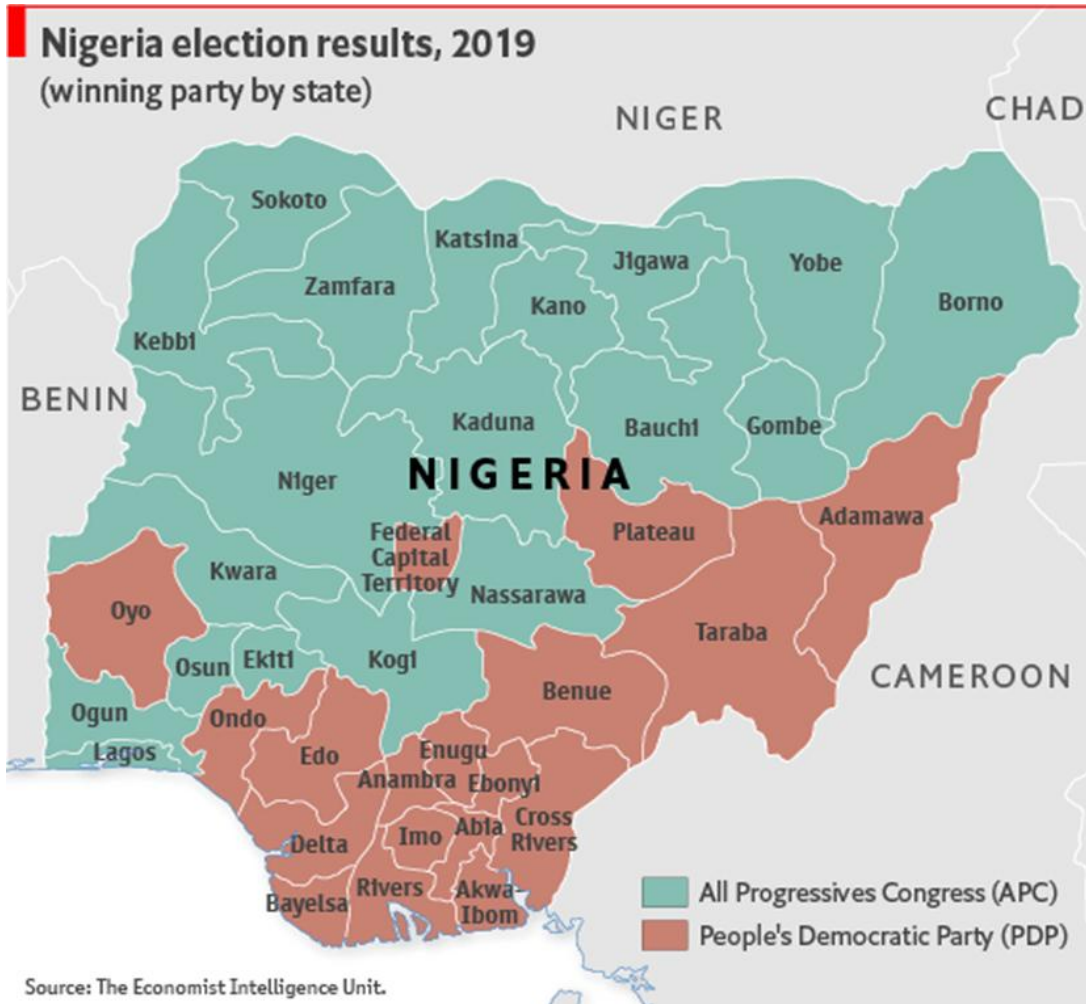 Nigeria election results, 2019
(winning party by state)
NIGER
CHAD
Sokoto
Katsina
Jigawa
Yobe
Zamfara
Kano
Borno
Kebbi
BENIN
Kaduna
Bauchi
Gombe
Niger
NIGERIA
Adamawa
Federal
Capital
Territory
Plateau
Kwara
Nassarawa
Oyo
Taraba
Osun
Ekiti
Kogi
CAMEROON
Benue
Ogun
Ondo
Lagos
Edo
Enugu
Anambra
Ebonyi
Cross
Rivers
Delta
Imo
Abia
Bayelsa
Rivers
Akwa-
Ibom
All Progressives Congress (APC)
People's Democratic Party (PDP)
Source: The Economist Intelligence Unit.